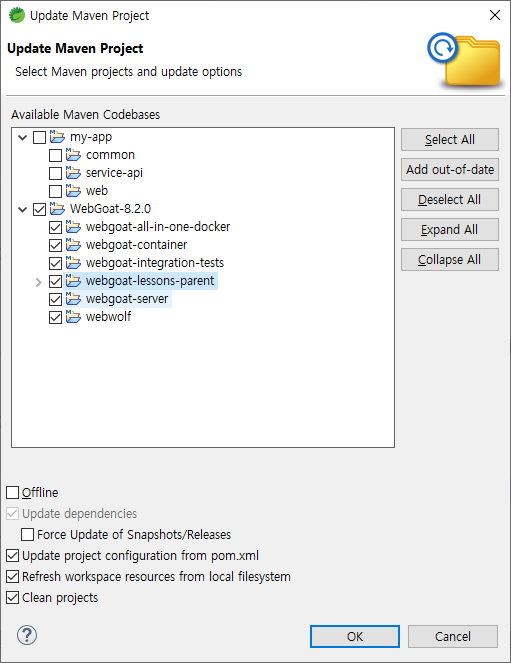 Update Maven Project
Update Maven Project
Select Maven projects and update options
Available Maven Codebases
my-app
common
service-api
web
WebGoat-8.2.0
webgoat-all-in-one-docker
webgoat-container
webgoat-integration-tests
webgoat-lessons-parent
webgoat-server
webwolf
Select All
Add out-of-date
Deselect All
Expand All
Collapse All
Offline
Update dependencies
Force Update of Snapshots/Releases
Update project configuration from pom.xml
Refresh workspace resources from local filesystem
Clean projects
OK
Cancel